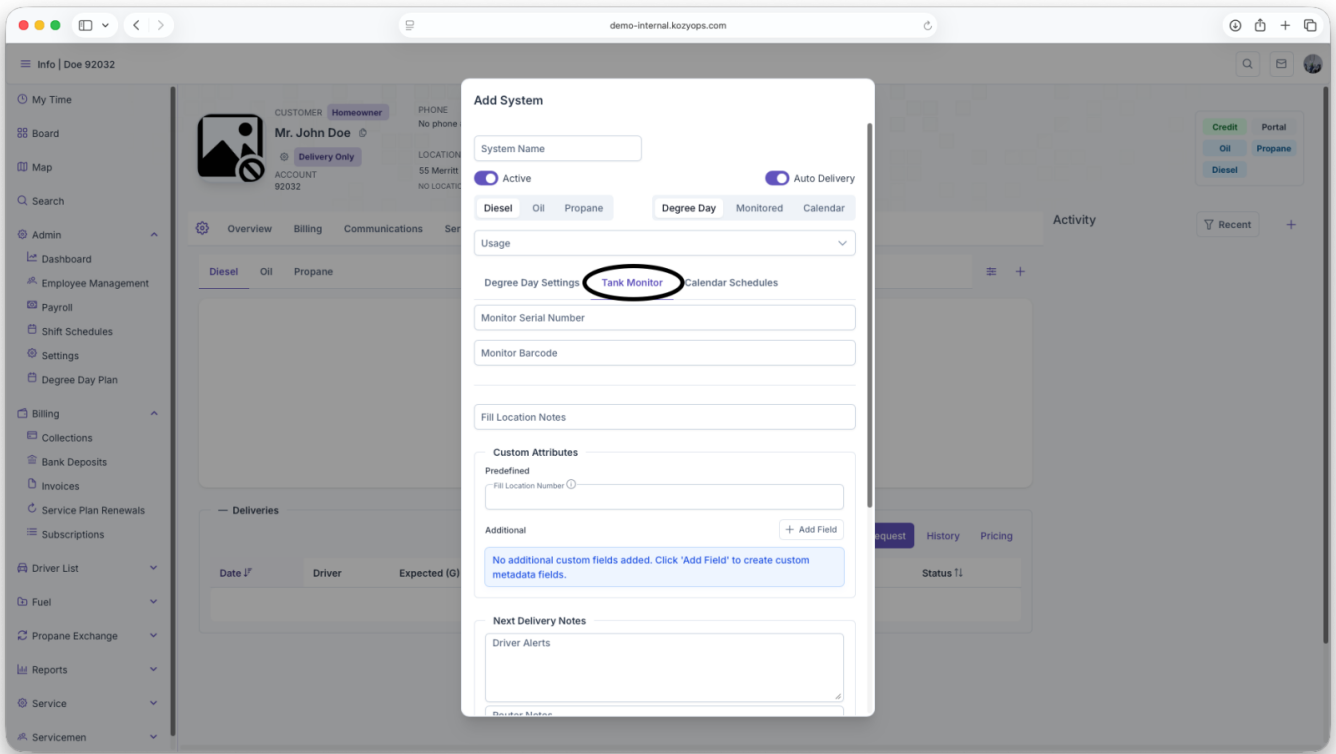 demo-internal.kozyops.com
Info | Doe 92032
My Time
Board
Map
Search
Admin
Dashboard
Employee Management
Payroll
Shift Schedules
Settings
Degree Day Plan
Billing
Collections
Bank Deposits
Invoices
Service Plan Renewals
Subscriptions
Driver List
Fuel
Propane Exchange
Reports
Service
Servicemen
CUSTOMER Homeowner
Mr. John Doe
Delivery Only
ACCOUNT
92032
PHONE
No phone
LOCATION
55 Merritt
NO LOCATIO
Credit Portal
Oil Propane
Diesel
Overview Billing Communications Ser
Activity
Recent
Diesel Oil Propane
Deliveries
equest History Pricing
Date Driver Expected (G) Status
Add System
System Name
Active Auto Delivery
Diesel Oil Propane Degree Day Monitored Calendar
Usage
Degree Day Settings Tank Monitor Calendar Schedules
Monitor Serial Number
Monitor Barcode
Fill Location Notes
Custom Attributes
Predefined
Fill Location Number
Additional + Add Field
No additional custom fields added. Click 'Add Field' to create custom
metadata fields.
Next Delivery Notes
Driver Alerts
Router Notes